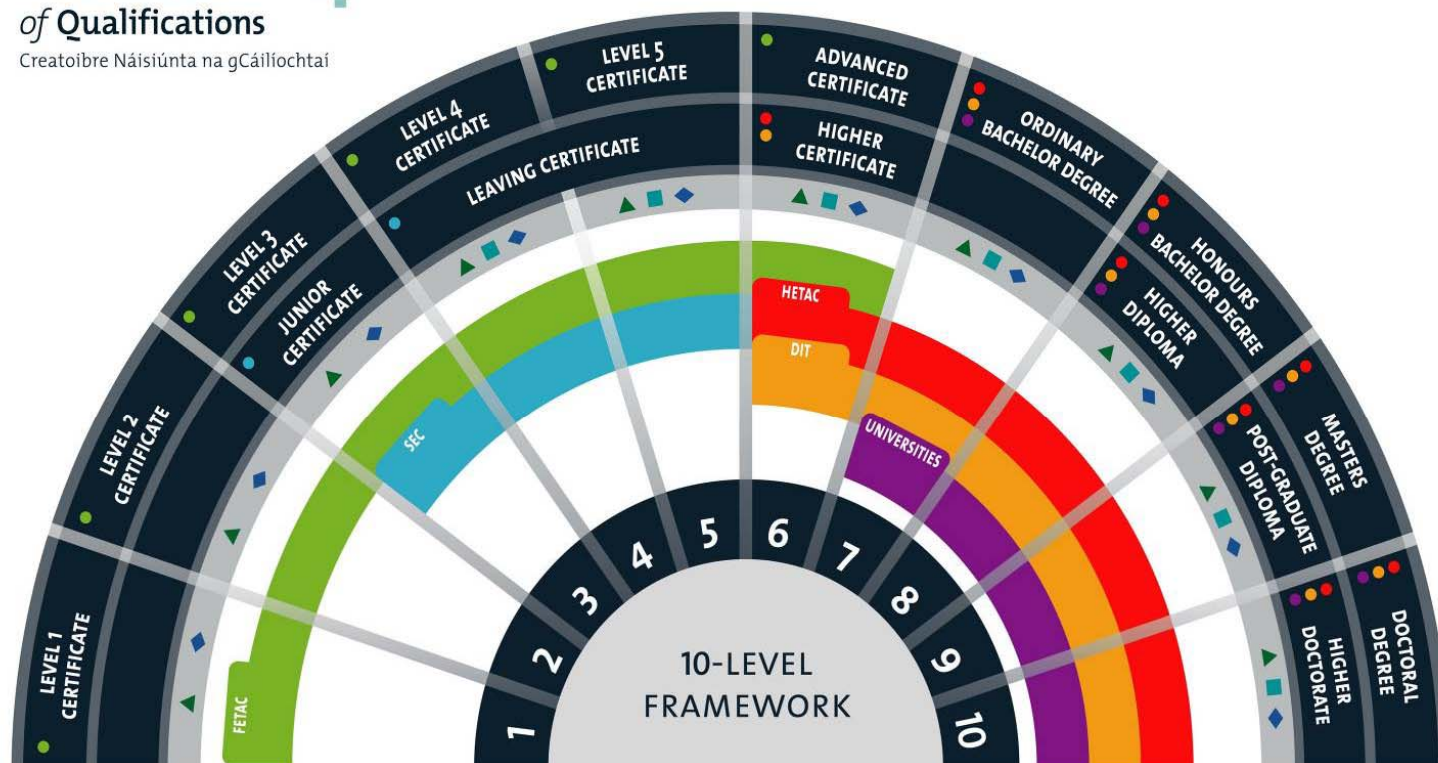 of Qualifications
Creatoibre Náisiúnta na gCáilíochtaí
LEVEL 1
CERTIFICATE
LEVEL 2
CERTIFICATE
LEVEL 3
CERTIFICATE
LEVEL 4
CERTIFICATE
LEVEL 5
CERTIFICATE
ADVANCED
CERTIFICATE
ORDINARY
BACHELOR DEGREE
HONOURS
BACHELOR DEGREE
MASTERS
DEGREE
DOCTORAL
DEGREE
JUNIOR
CERTIFICATE
LEAVING CERTIFICATE
HIGHER
CERTIFICATE
HIGHER
DIPLOMA
POST-GRADUATE
DIPLOMA
HIGHER
DOCTORATE
FETAC
SEC
HETAC
DIT
UNIVERSITIES
1
2
3
4
5
6
7
8
9
10
10-LEVEL
FRAMEWORK